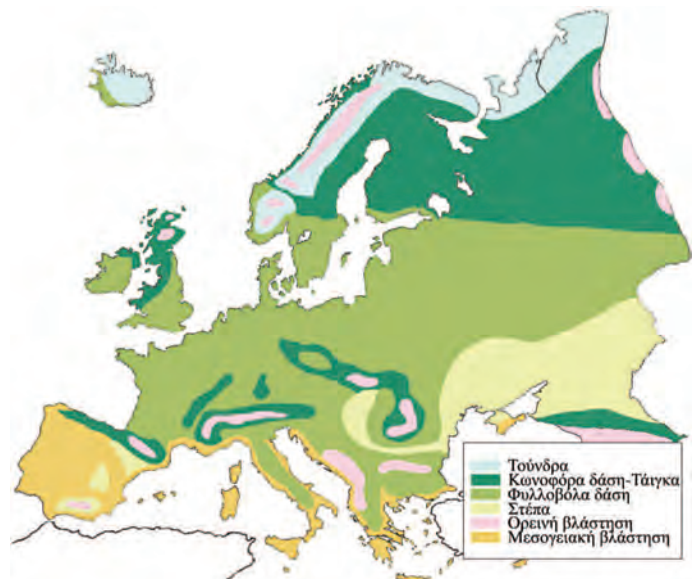 Τούνδρα
Κωνοφόρα δάση-Τάιγκα
Φυλλοβόλα δάση
Στέπα
Ορεινή βλάστηση
Μεσογειακή βλάστηση